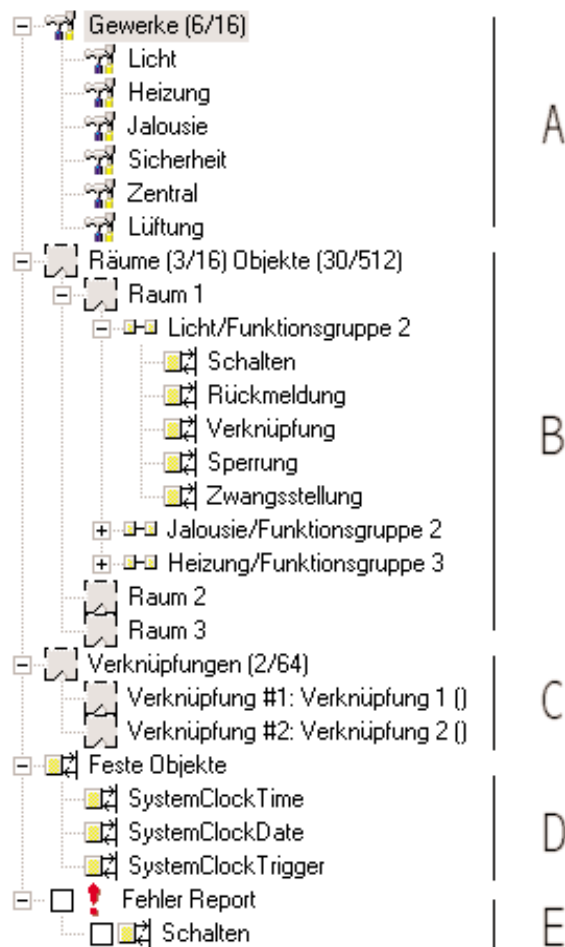 Gewerke (6/16)
Licht
Heizung
Jalousie
Sicherheit
Zentral
Lüftung
A
Räume (3/16) Objekte (30/512)
Raum 1
Licht/Funktionsgruppe 2
Schalten
Rückmeldung
Verknüpfung
Sperrung
Zwangsstellung
Jalousie/Funktionsgruppe 2
Heizung/Funktionsgruppe 3
Raum 2
Raum 3
B
Verknüpfungen (2/64)
Verknüpfung #1: Verknüpfung 1 ()
Verknüpfung #2: Verknüpfung 2 ()
C
Feste Objekte
SystemClockTime
SystemClockDate
SystemClockTrigger
D
Fehler Report
Schalten
E